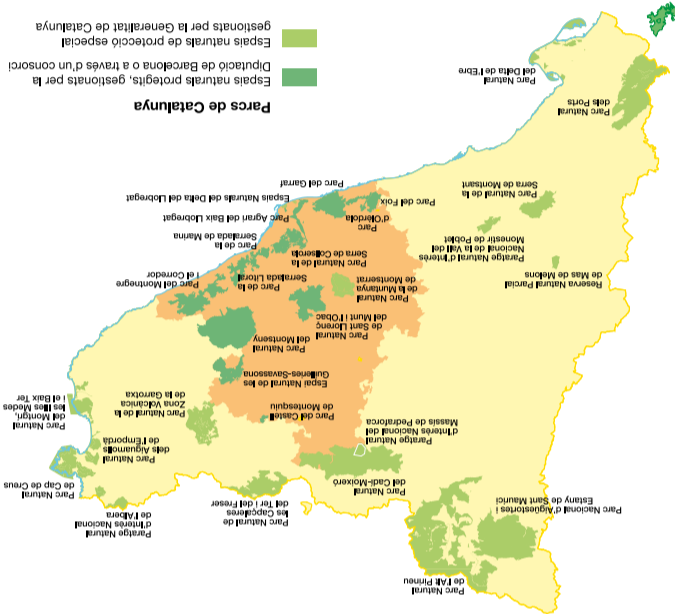 Parc Natural
de l'Alt Pirineu
Parc Nacional d'Aigüestortes i
Estany de Sant Maurici
Paratge Natural
d'Interès Nacional
de l'Albera
Parc Natural de
les Capçaleres
del Ter i del Freser
Parc Natural
de Cap de Creus
Parc Natural
del Cadí-Moixeró
Parc Natural
dels Aiguamolls
de l'Empordà
Paratge Natural
d'Interès Nacional del
Massís de Pedraforca
Parc Natural
del Montgrí,
les Illes Medes
i el Baix Ter
Parc Natural de la
Zona Volcànica
de la Garrotxa
Parc del Castell
de Montesquiu
Espai Natural de les
Guilleries-Savassona
Parc Natural
del Montseny
Parc Natural
de Sant Llorenç
del Munt i l'Obac
Parc Natural
de la Muntanya
de Montserrat
Parc del Montnegre
i el Corredor
Parc de la
Serralada Litoral
Reserva Natural Parcial
de Mas de Melons
Parc Natural de la
Serra de Collserola
Paratge Natural d'Interès
Nacional de la Vall del
Monestir de Poblet
Parc de la
Serralada de Marina
Parc
d'Olèrdola
Parc Agrari del Baix Llobregat
Parc Natural de la
Serra de Montsant
Parc del Foix
Espais Naturals del Delta del Llobregat
Parc del Garraf
Parc Natural
dels Ports
Parc Natural
del Delta de l'Ebre
Parcs de Catalunya
Espais naturals protegits, gestionats per la
Diputació de Barcelona o a través d'un consorci
Espais naturals de protecció especial
gestionats per la Generalitat de Catalunya